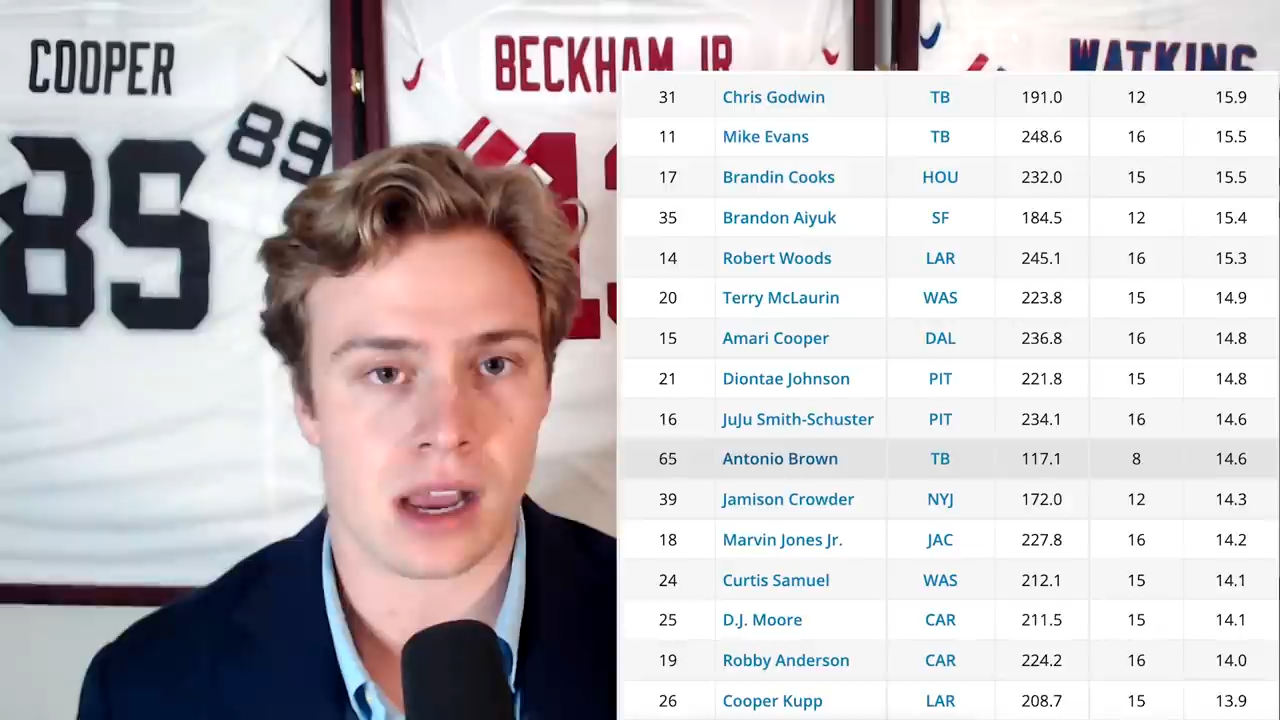 COOPER
89
89
BECKHAM JR
WATKINS
31 Chris Godwin TB 191.0 12 15.9
11 Mike Evans TB 248.6 16 15.5
17 Brandin Cooks HOU 232.0 15 15.5
35 Brandon Aiyuk SF 184.5 12 15.4
14 Robert Woods LAR 245.1 16 15.3
20 Terry McLaurin WAS 223.8 15 14.9
15 Amari Cooper DAL 236.8 16 14.8
21 Diontae Johnson PIT 221.8 15 14.8
16 JuJu Smith-Schuster PIT 234.1 16 14.6
65 Antonio Brown TB 117.1 8 14.6
39 Jamison Crowder NYJ 172.0 12 14.3
18 Marvin Jones Jr. JAC 227.8 16 14.2
24 Curtis Samuel WAS 212.1 15 14.1
25 D.J. Moore CAR 211.5 15 14.1
19 Robby Anderson CAR 224.2 16 14.0
26 Cooper Kupp LAR 208.7 15 13.9